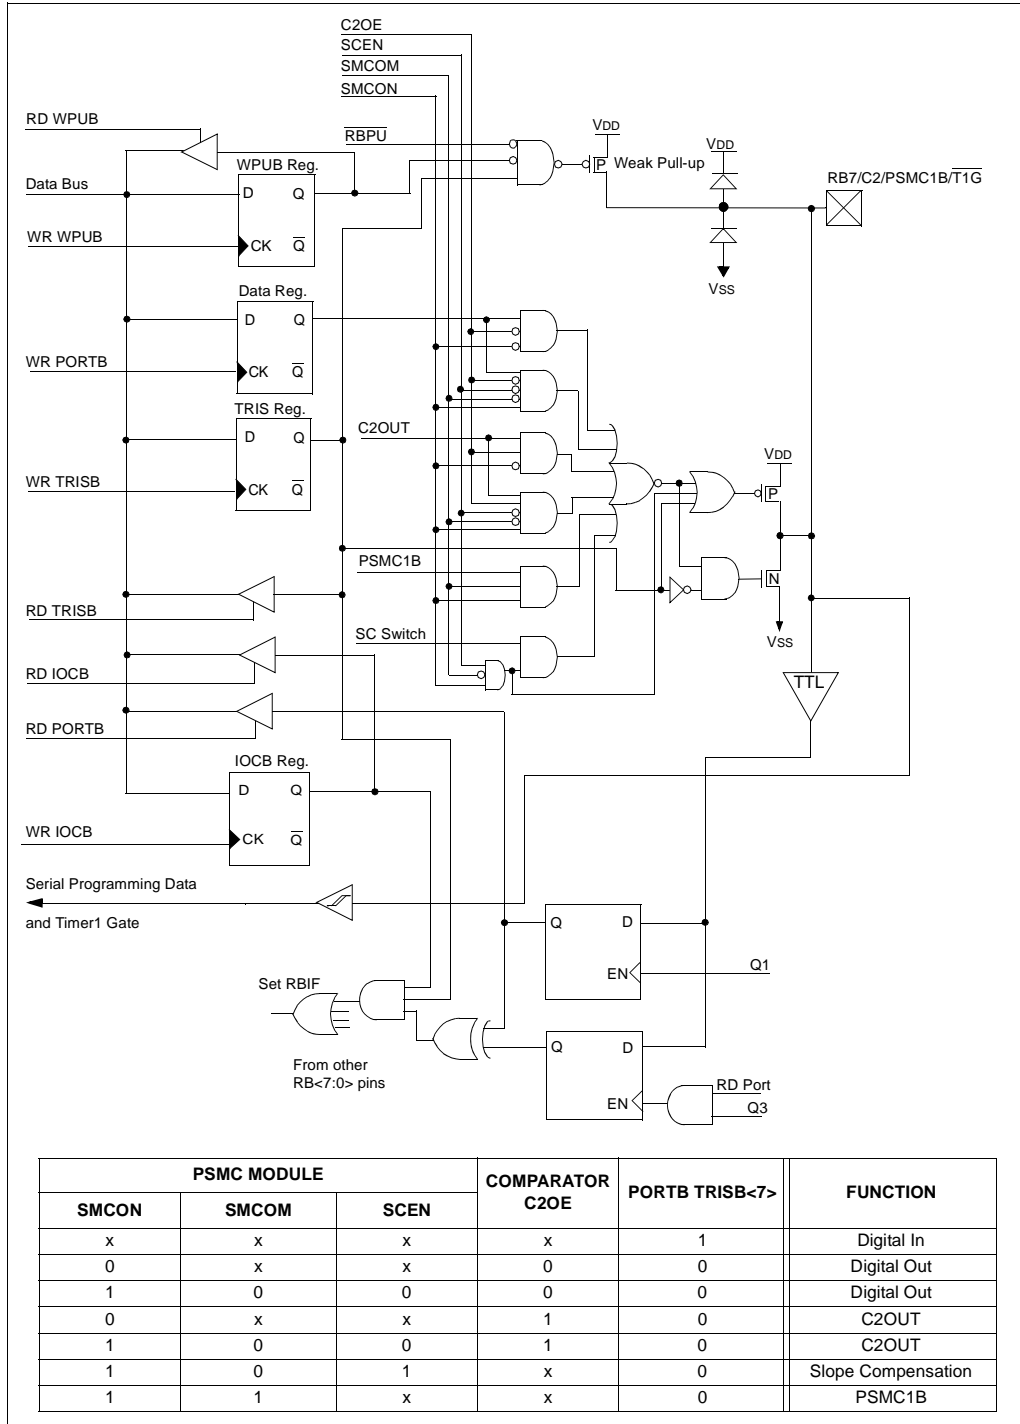 C2OE
SCEN
SMCOM
SMCON
RD WPUB
RBPU
VDD
Weak Pull-up
P
VDD
RB7/C2/PSMC1B/T1G
WPUB Reg.
Data Bus
D Q
WR WPUB
CK Q
VSS
Data Reg.
D Q
WR PORTB
CK Q
TRIS Reg.
D Q
C2OUT
VDD
WR TRISB
CK Q
P
PSMC1B
N
RD TRISB
SC Switch
VSS
RD IOCB
TTL
RD PORTB
IOCB Reg.
D Q
WR IOCB
CK Q
Serial Programming Data
and Timer1 Gate
Q D
EN
Q1
Set RBIF
Q D
From other
RB<7:0> pins
RD Port
EN
Q3
PSMC MODULE COMPARATOR C2OE PORTB TRISB<7> FUNCTION
SMCON SMCOM SCEN
x x x x 1 Digital In
0 x x 0 0 Digital Out
1 0 0 0 0 Digital Out
0 x x 1 0 C2OUT
1 0 0 1 0 C2OUT
1 0 1 x 0 Slope Compensation
1 1 x x 0 PSMC1B